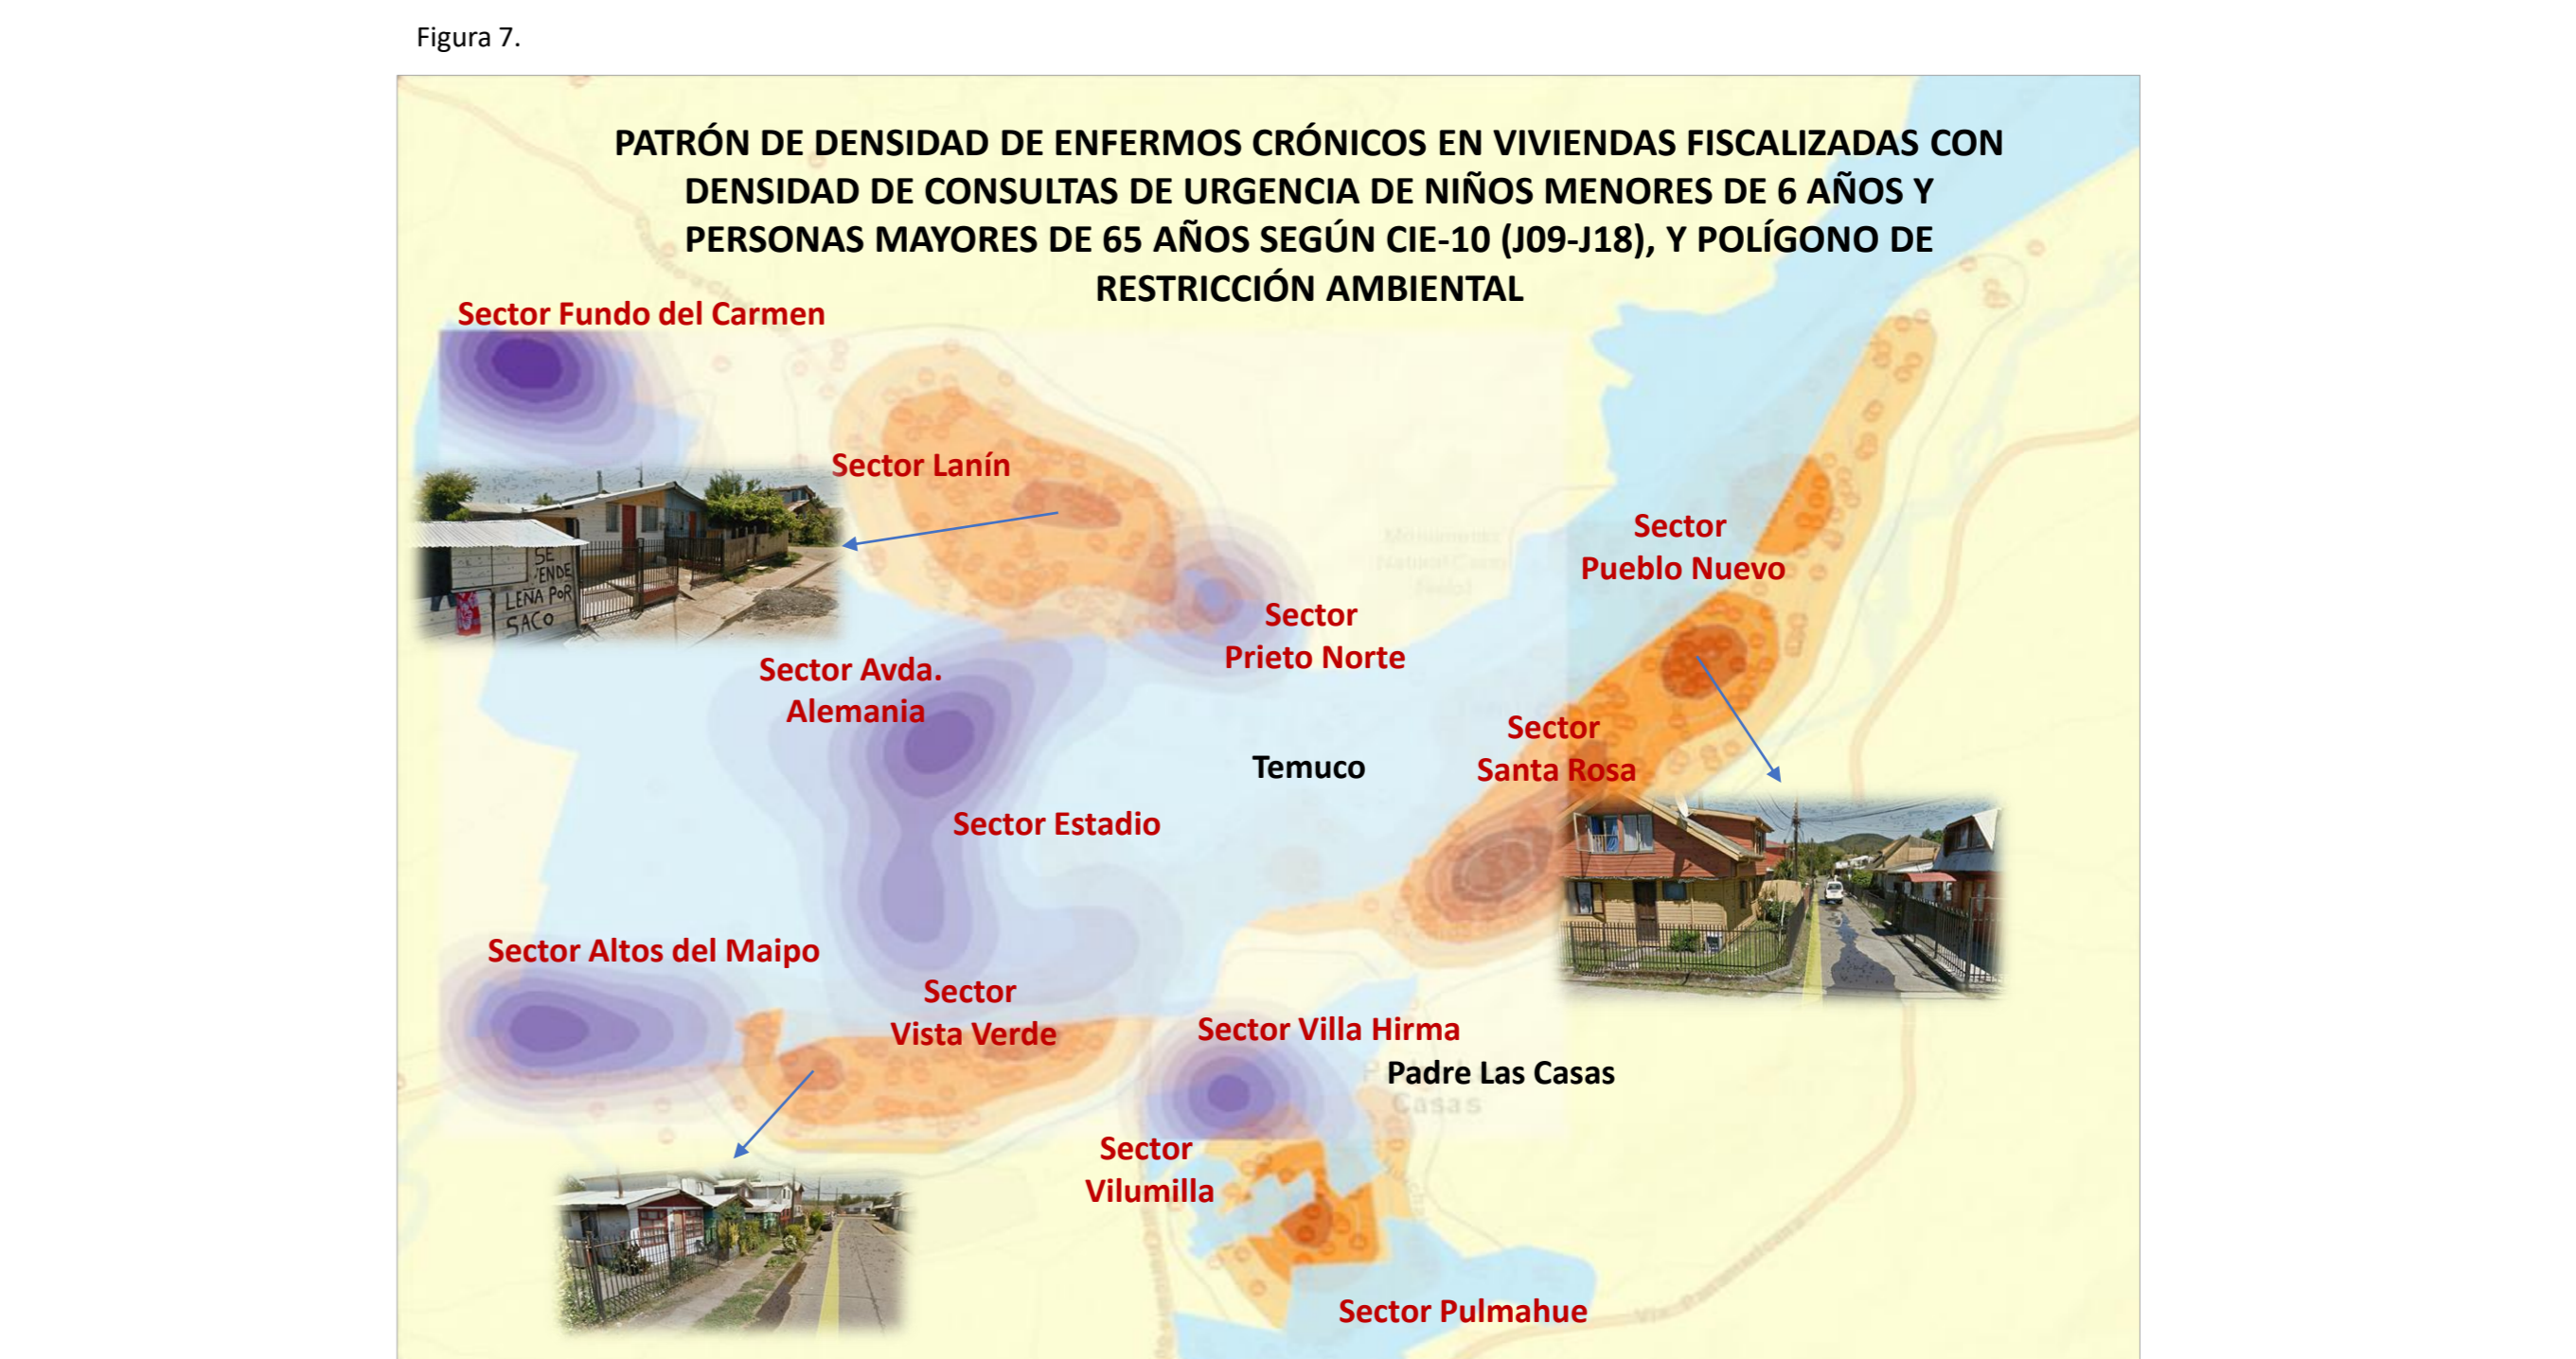 Figura 7.
PATRÓN DE DENSIDAD DE ENFERMOS CRÓNICOS EN VIVIENDAS FISCALIZADAS CON
DENSIDAD DE CONSULTAS DE URGENCIA DE NIÑOS MENORES DE 6 AÑOS Y
PERSONAS MAYORES DE 65 AÑOS SEGÚN CIE-10 (J09-J18), Y POLÍGONO DE
RESTRICCIÓN AMBIENTAL
Sector Fundo del Carmen
Sector Lanín
SE
VENDE
LEÑA POR
SACO
Sector
Pueblo Nuevo
Sector
Prieto Norte
Sector Avda.
Alemania
Sector
Santa Rosa
Temuco
Sector Estadio
Sector Altos del Maipo
Sector
Vista Verde
Sector Villa Hirma
Padre Las Casas
Casas
Sector
Vilumilla
Sector Pulmahue
Vía Panamericana